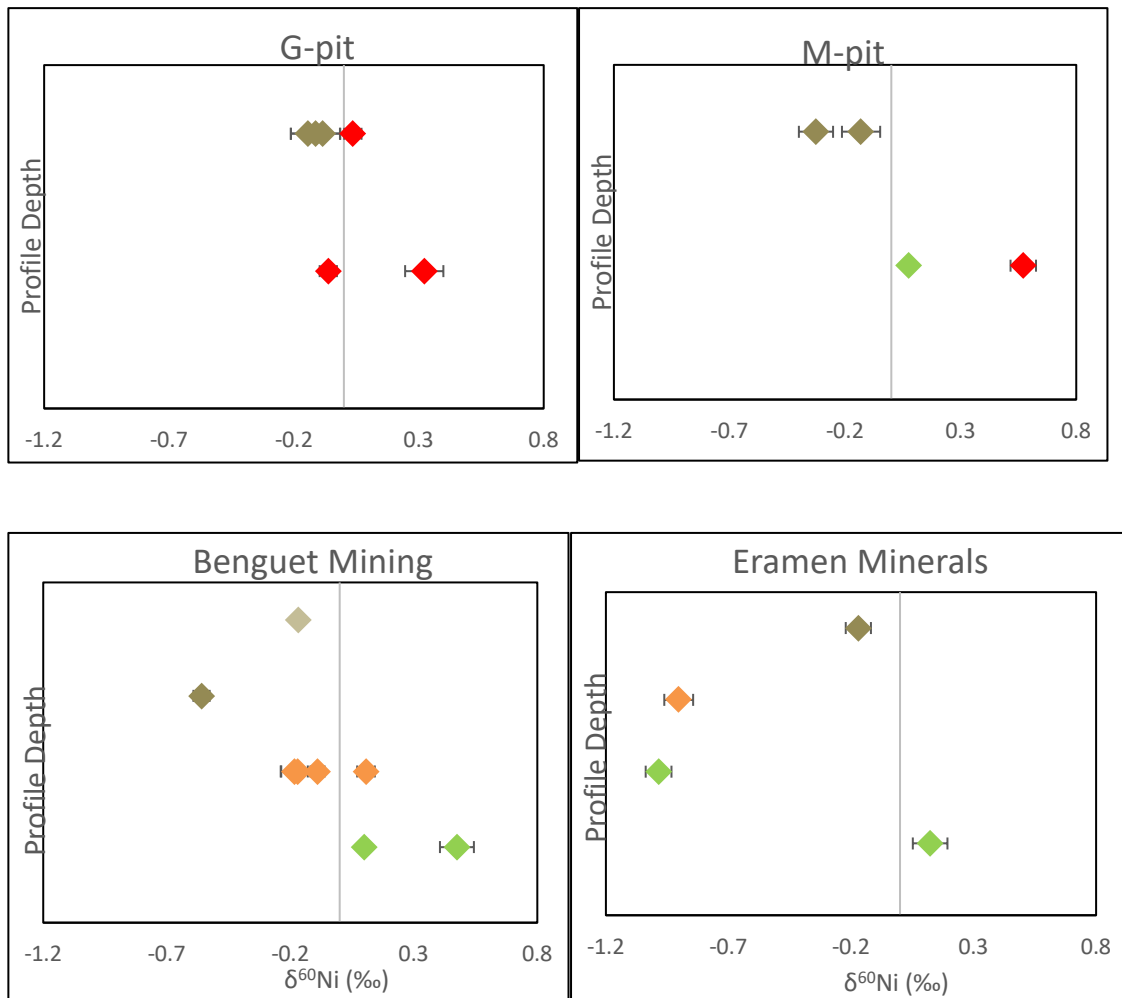 G-pit
Profile Depth
-1.2 -0.7 -0.2 0.3 0.8
M-pit
Profile Depth
-1.2 -0.7 -0.2 0.3 0.8
Benguet Mining
Profile Depth
-1.2 -0.7 -0.2 0.3 0.8
δ⁶⁰Ni (‰)
Eramen Minerals
Profile Depth
-1.2 -0.7 -0.2 0.3 0.8
δ⁶⁰Ni (‰)